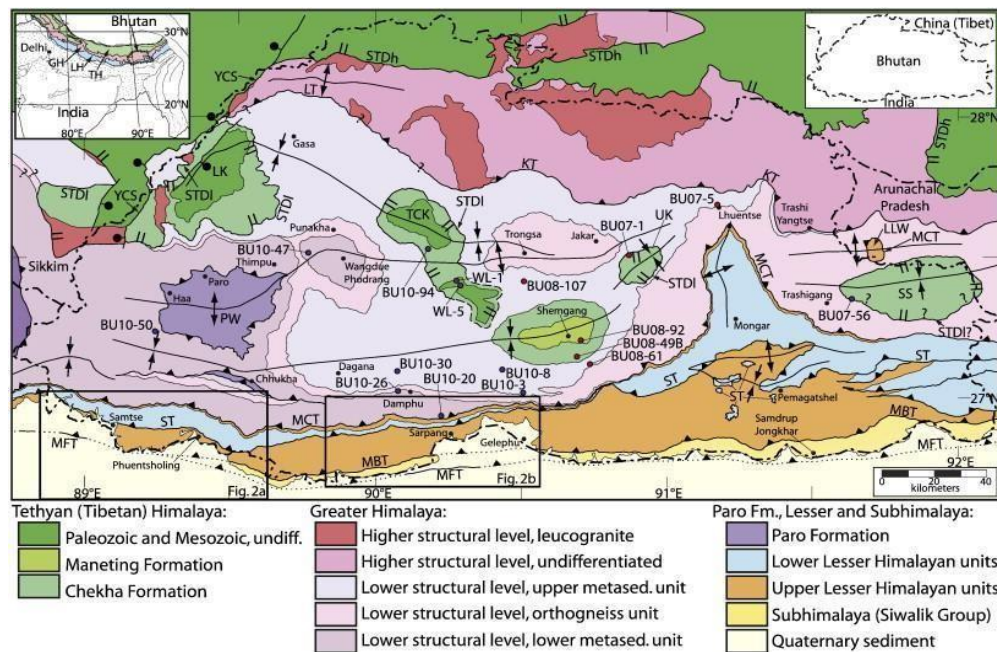 Bhutan
30°N
Delhi
GH
LH
TH
20°N
India
80°E
90°E
China (Tibet)
Bhutan
India
28°N
STDh
STDh
STDh
YCS
LT
Gasa
KT
KT
LK
STDl
STDl
YCS
STDl
TCK
STDl
BU07-5
Lhuentse
Trashi
Yangtse
Arunachal
Pradesh
LLW
MCT
Punakha
BU10-47
Thimpu
Wangdue
Phodrang
Trongsa
Jakar
BU07-1
UK
STDl
MCT
Sikkim
Paro
Haa
PW
BU10-94
WL-1
WL-5
BU08-107
Shemgang
Trashigang
SS
BU07-56
STDl?
BU10-50
BU08-92
BU08-49B
BU08-61
Mongar
Dagana
BU10-30
BU10-26
BU10-20
BU10-8
BU10-3
Chhukha
Damphu
ST
ST
Pemagatshel
27°N
Samtse
ST
MCT
Sarpang
Gelephu
Samdrup
Jongkhar
MBT
MFT
MFT
Phuentsholing
MBT
MFT
Fig. 2a
Fig. 2b
89°E
90°E
91°E
92°E
0 20 40
kilometers
Tethyan (Tibetan) Himalaya:
Paleozoic and Mesozoic, undiff.
Maneting Formation
Chekha Formation
Greater Himalaya:
Higher structural level, leucogranite
Higher structural level, undifferentiated
Lower structural level, upper metased. unit
Lower structural level, orthogneiss unit
Lower structural level, lower metased. unit
Paro Fm., Lesser and Subhimalaya:
Paro Formation
Lower Lesser Himalayan units
Upper Lesser Himalayan units
Subhimalaya (Siwalik Group)
Quaternary sediment